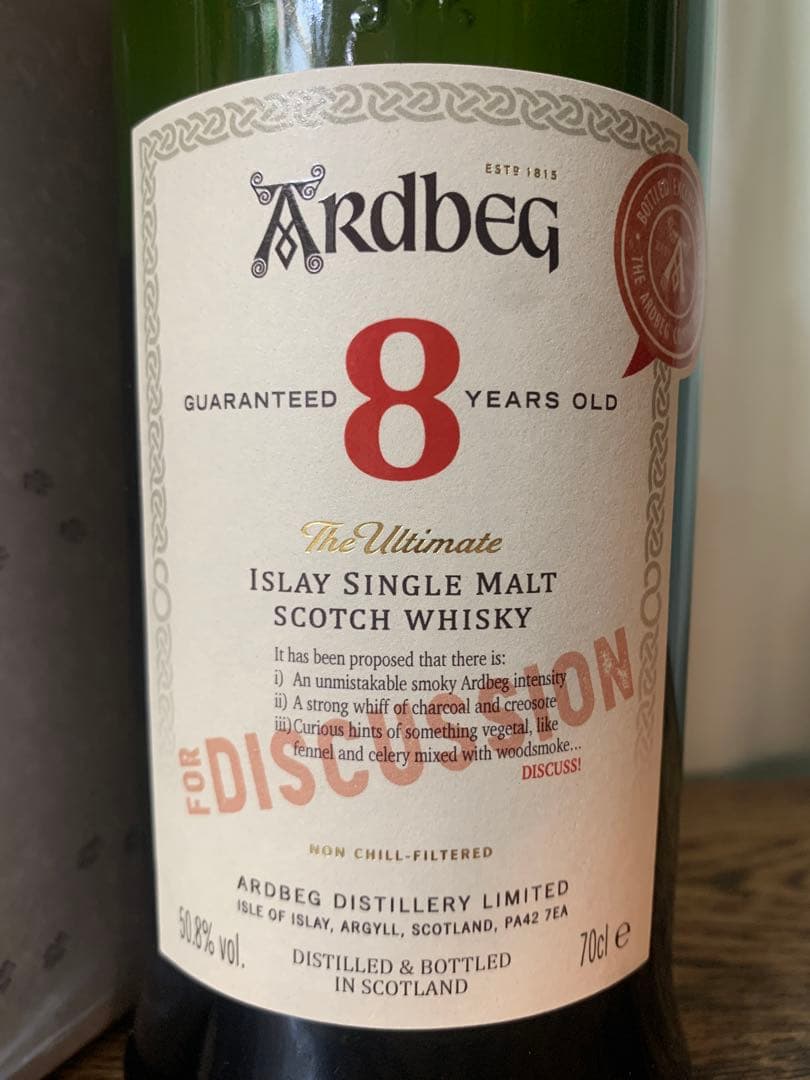 ESTD 1815
ARDBEG
GUARANTEED 8 YEARS OLD
The Ultimate
ISLAY SINGLE MALT
SCOTCH WHISKY
It has been proposed that there is:
i) An unmistakable smoky Ardbeg intensity
ii) A strong whiff of charcoal and creosote
iii) Curious hints of something vegetal, like
fennel and celery mixed with woodsmoke...
DISCUSS!
FOR DISCUSSION
NON CHILL-FILTERED
ARDBEG DISTILLERY LIMITED
ISLE OF ISLAY, ARGYLL, SCOTLAND, PA42 7EA
50.8% vol.
DISTILLED & BOTTLED
IN SCOTLAND
70cl e
BOTTLED
THE ARDBEG